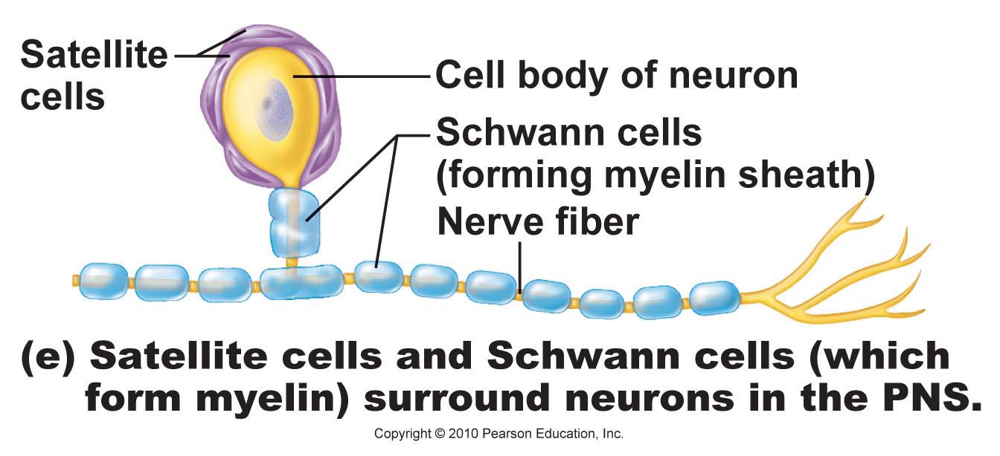 Satellite
cells
Cell body of neuron
Schwann cells
(forming myelin sheath)
Nerve fiber
(e) Satellite cells and Schwann cells (which
form myelin) surround neurons in the PNS.
Copyright © 2010 Pearson Education, Inc.